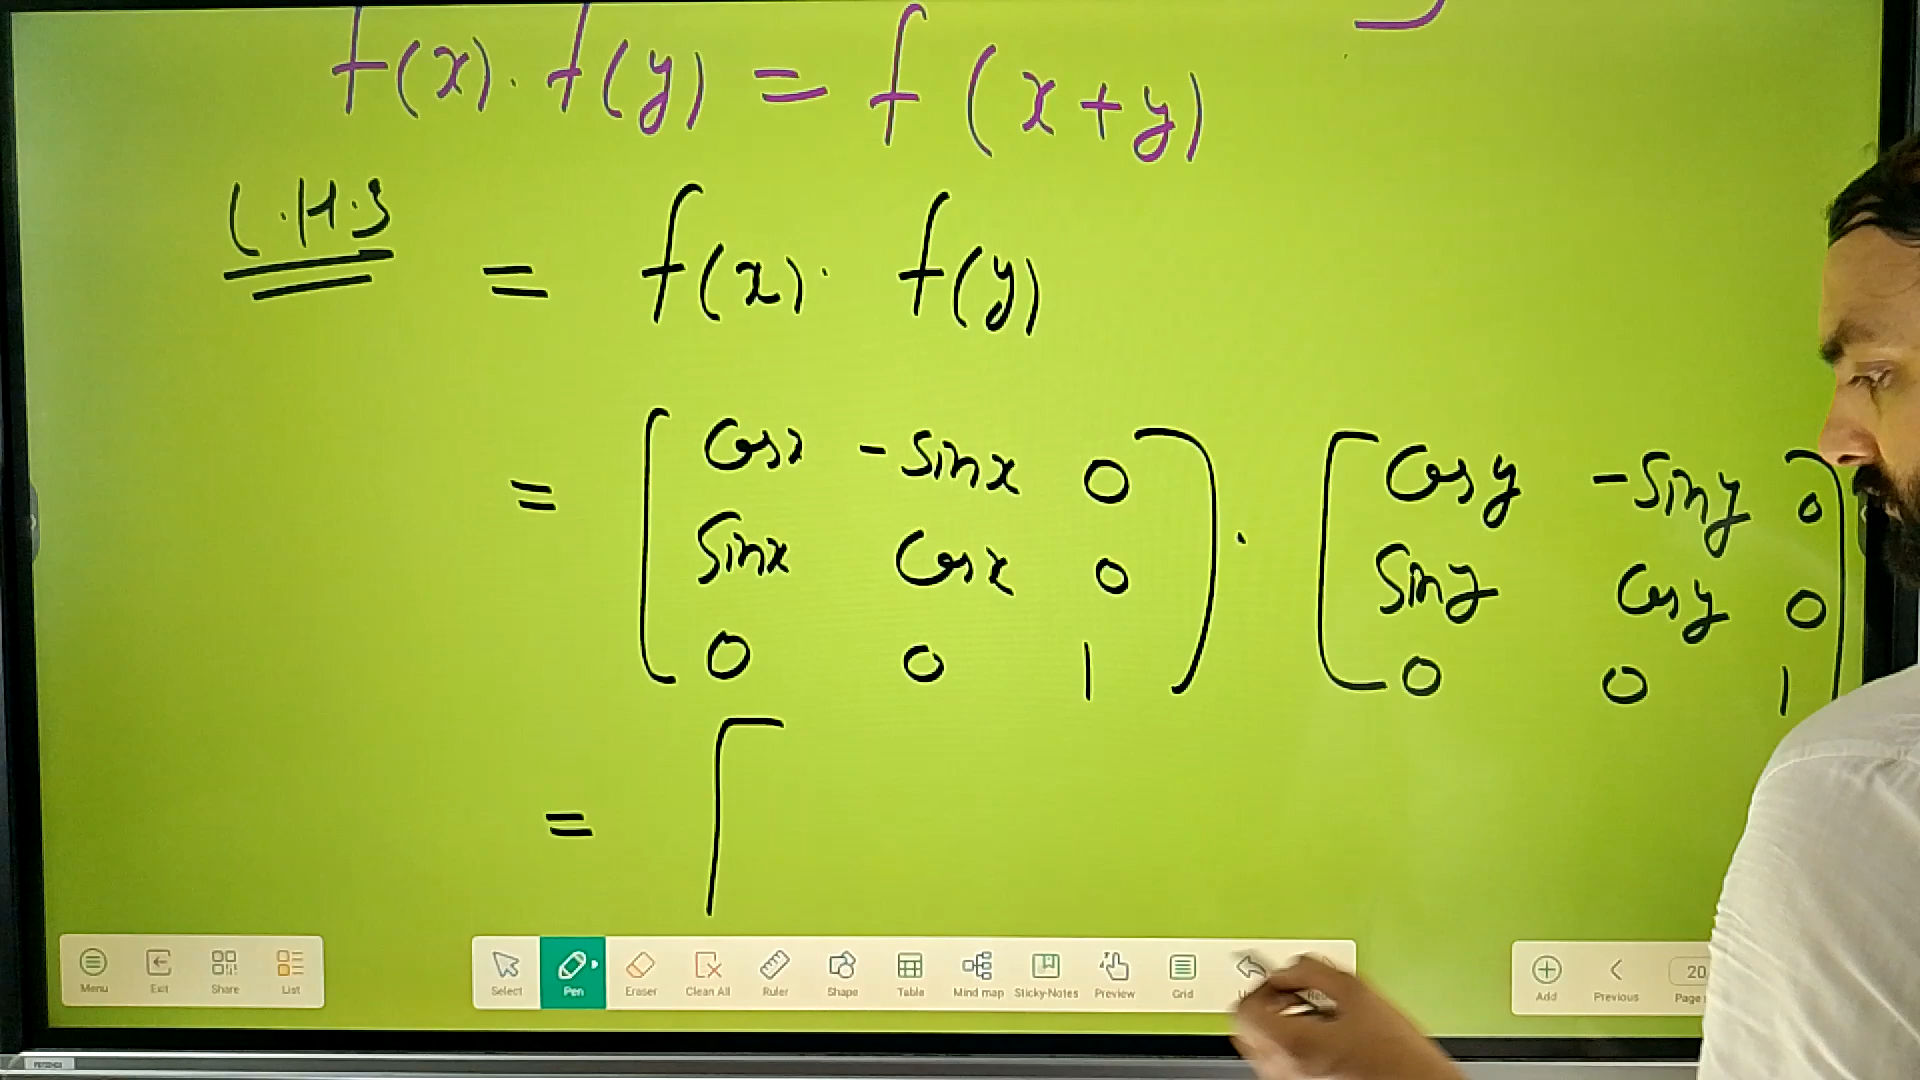 f(x). f(y) = f(x+y)
L.H.S = f(x). f(y)
= [ Cosx -Sinx 0 ] . [ Cosy -Siny 0 ]
Sinx Cosx 0 Siny Cosy 0
0 0 1 0 0 1
= [
Menu Exit Share List Select Pen Eraser Clean All Ruler Shape Table Mind map Sticky-Notes Preview Grid Add Previous 20 Page